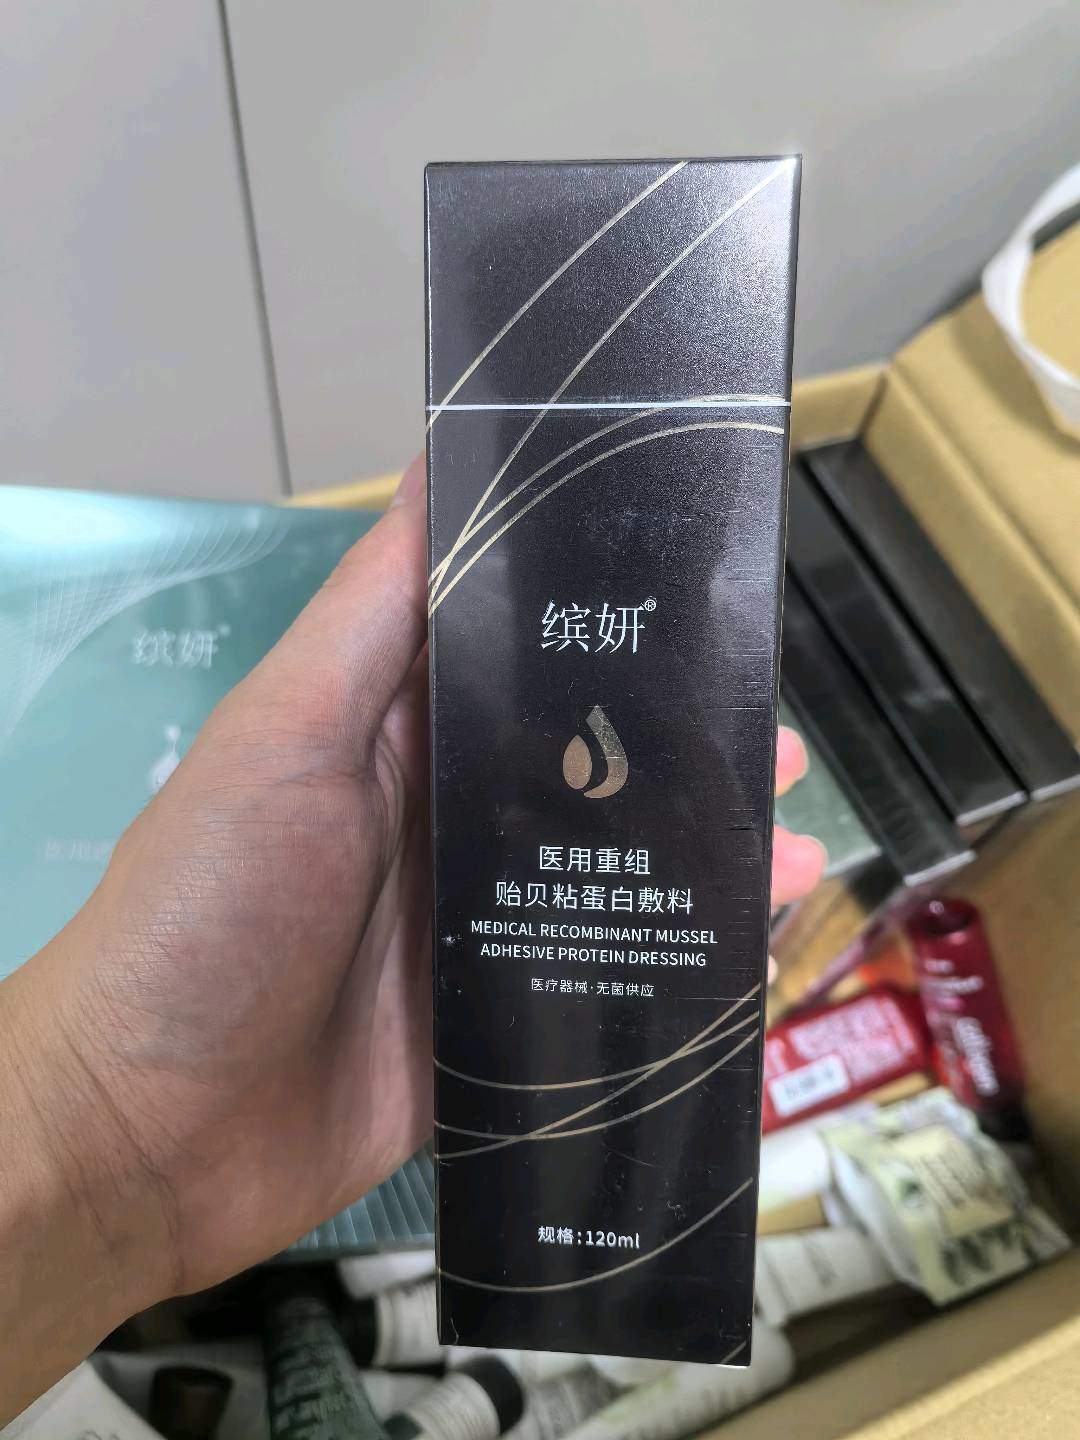 缤妍®
医用重组
贻贝粘蛋白敷料
MEDICAL RECOMBINANT MUSSEL
ADHESIVE PROTEIN DRESSING
医疗器械·无菌供应
规格:120ml
缤妍